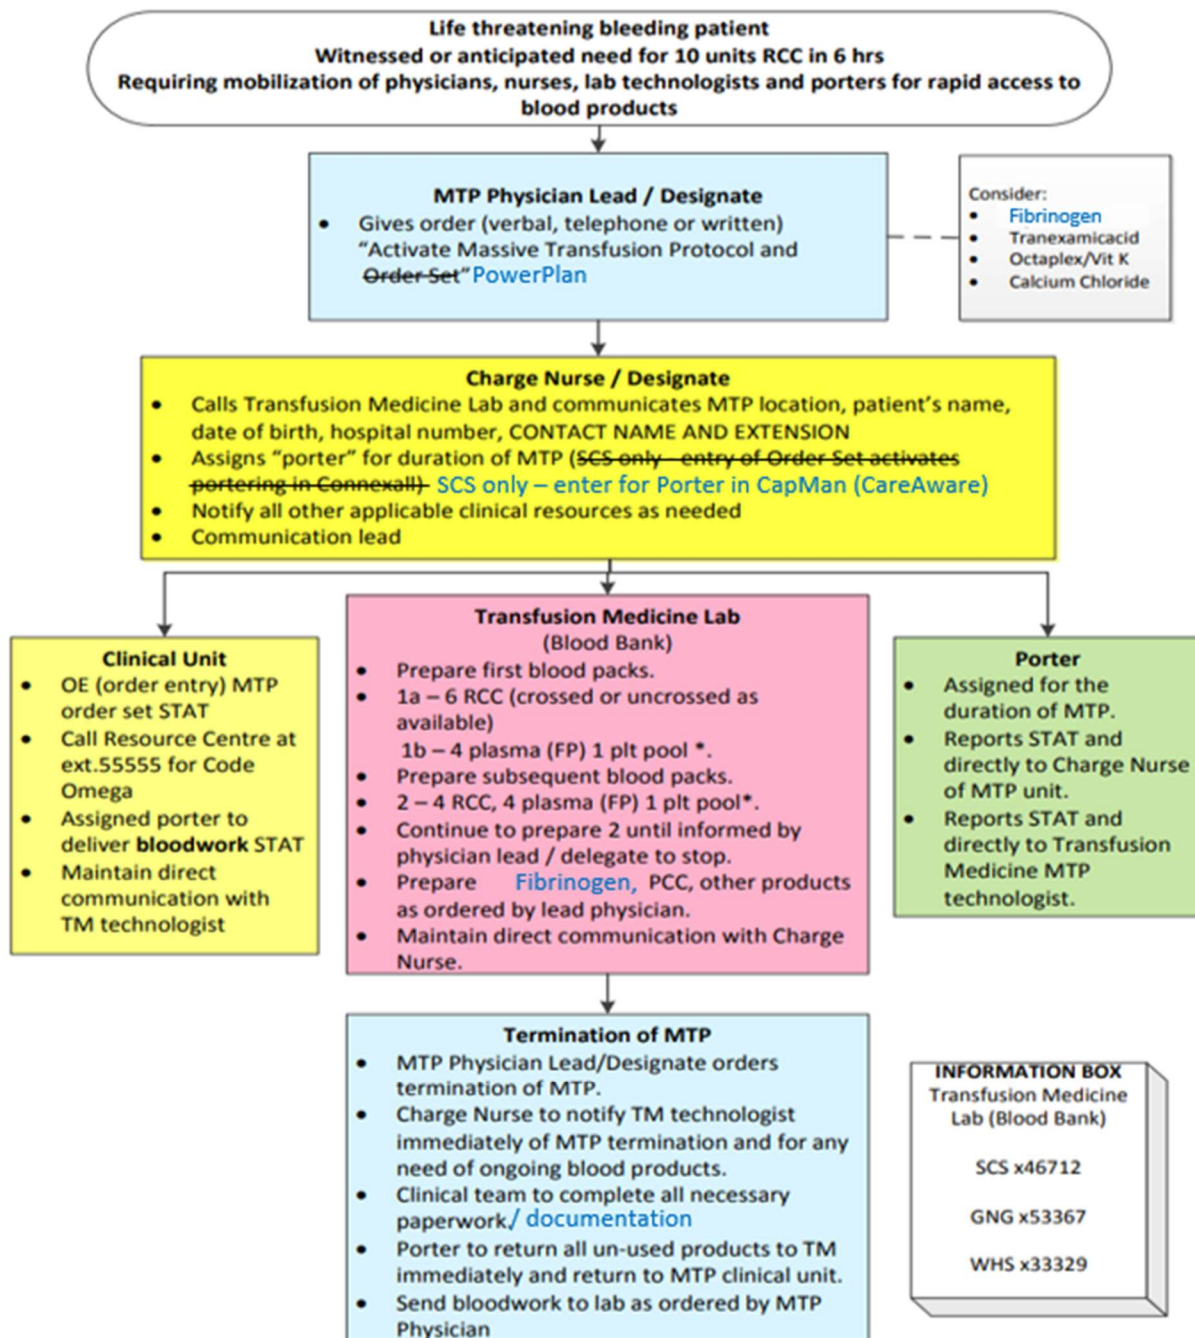 Life threatening bleeding patient
Witnessed or anticipated need for 10 units RCC in 6 hrs
Requiring mobilization of physicians, nurses, lab technologists and porters for rapid access to
blood products
MTP Physician Lead / Designate
• Gives order (verbal, telephone or written)
“Activate Massive Transfusion Protocol and
Order Set” PowerPlan
Consider:
• Fibrinogen
• Tranexamicacid
• Octaplex/Vit K
• Calcium Chloride
Charge Nurse / Designate
• Calls Transfusion Medicine Lab and communicates MTP location, patient’s name,
date of birth, hospital number, CONTACT NAME AND EXTENSION
• Assigns “porter” for duration of MTP (SCS only – entry of Order Set activates
portering in Connexall) SCS only – enter for Porter in CapMan (CareAware)
• Notify all other applicable clinical resources as needed
• Communication lead
Clinical Unit
• OE (order entry) MTP
order set STAT
• Call Resource Centre at
ext.55555 for Code
Omega
• Assigned porter to
deliver bloodwork STAT
• Maintain direct
communication with
TM technologist
Transfusion Medicine Lab
(Blood Bank)
• Prepare first blood packs.
• 1a – 6 RCC (crossed or uncrossed as
available)
1b – 4 plasma (FP) 1 plt pool *.
• Prepare subsequent blood packs.
• 2 – 4 RCC, 4 plasma (FP) 1 plt pool*.
• Continue to prepare 2 until informed by
physician lead / delegate to stop.
• Prepare Fibrinogen, PCC, other products
as ordered by lead physician.
• Maintain direct communication with Charge
Nurse.
Porter
• Assigned for the
duration of MTP.
• Reports STAT and
directly to Charge Nurse
of MTP unit.
• Reports STAT and
directly to Transfusion
Medicine MTP
technologist.
Termination of MTP
• MTP Physician Lead/Designate orders
termination of MTP.
• Charge Nurse to notify TM technologist
immediately of MTP termination and for any
need of ongoing blood products.
• Clinical team to complete all necessary
paperwork./ documentation
• Porter to return all un-used products to TM
immediately and return to MTP clinical unit.
• Send bloodwork to lab as ordered by MTP
Physician
INFORMATION BOX
Transfusion Medicine
Lab (Blood Bank)
SCS x46712
GNG x53367
WHS x33329